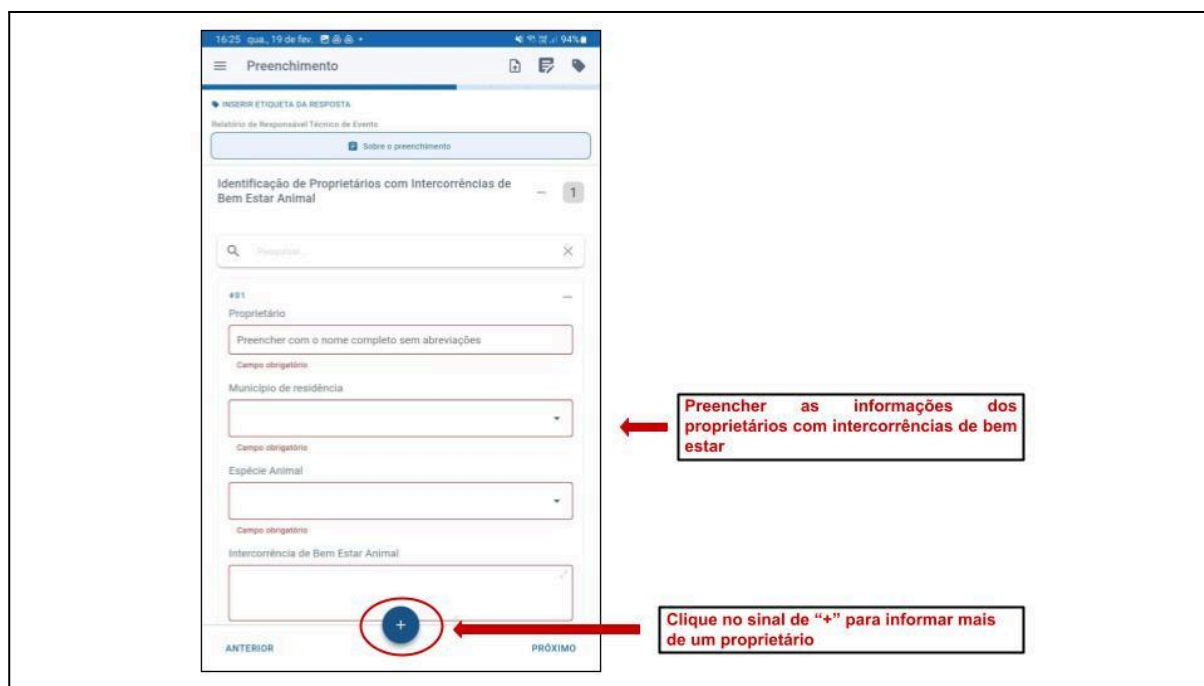 16:25 qua., 19 de fev. 94%
Preenchimento
INSERIR ETIQUETA DA RESPOSTA
Relatório de Responsável Técnico de Evento
Sobre o preenchimento
Identificação de Proprietários com Intercorrências de
Bem Estar Animal
1
Pesquisar...
#01
Proprietário
Preencher com o nome completo sem abreviações
Campo obrigatório
Município de residência
Campo obrigatório
Espécie Animal
Campo obrigatório
Intercorrência de Bem Estar Animal
+
ANTERIOR
PRÓXIMO
Preencher as informações dos
proprietários com intercorrências de bem
estar
Clique no sinal de “+” para informar mais
de um proprietário